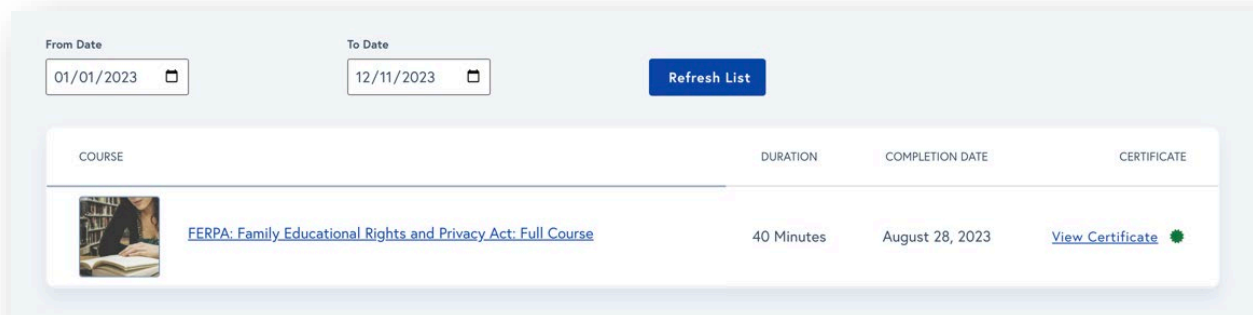 From Date To Date
01/01/2023 12/11/2023 Refresh List
COURSE DURATION COMPLETION DATE CERTIFICATE
FERPA: Family Educational Rights and Privacy Act: Full Course 40 Minutes August 28, 2023 View Certificate